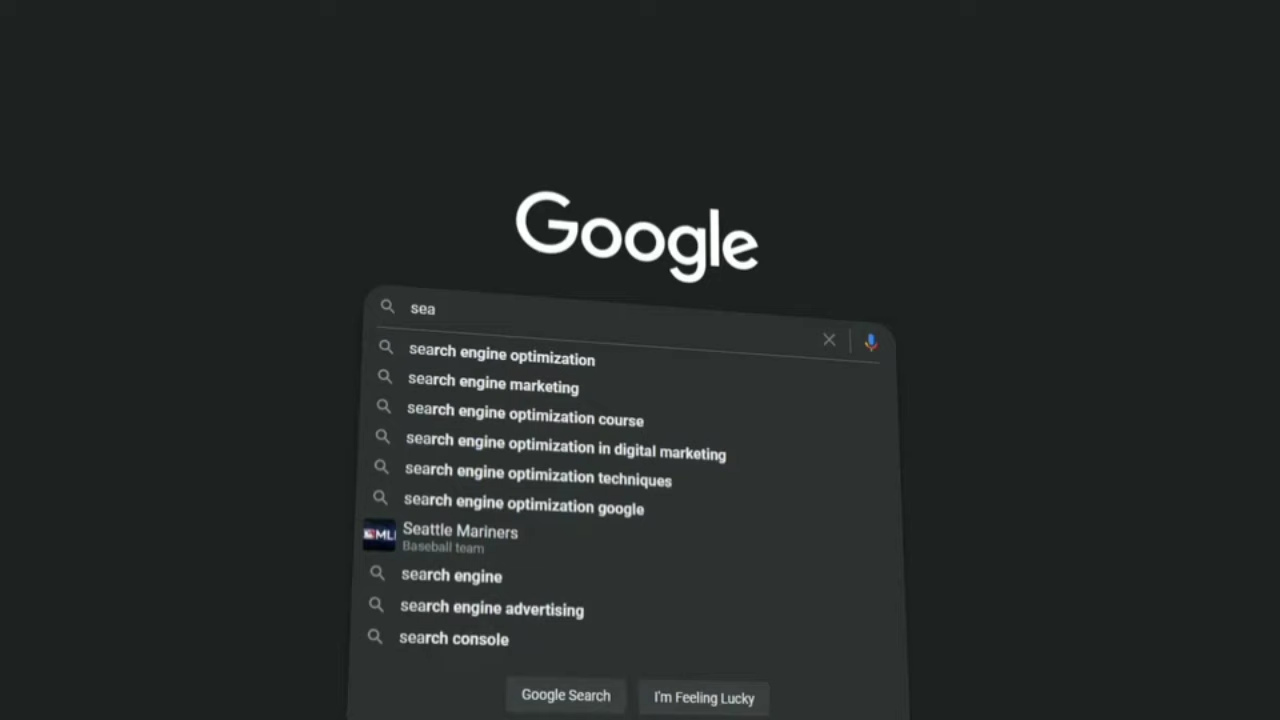 Google
sea
search engine optimization
search engine marketing
search engine optimization course
search engine optimization in digital marketing
search engine optimization techniques
search engine optimization google
MLB
Seattle Mariners
Baseball team
search engine
search engine advertising
search console
Google Search
I'm Feeling Lucky